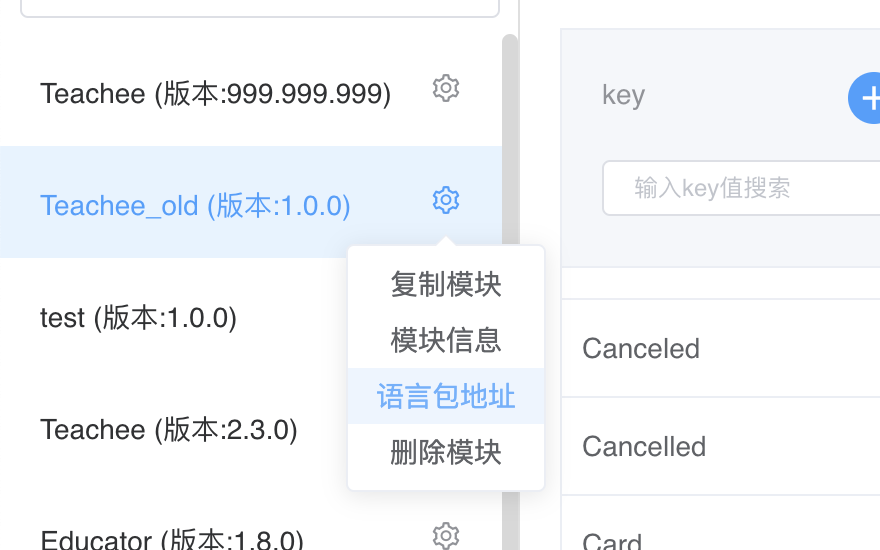 Teachee (版本:999.999.999)
Teachee_old (版本:1.0.0)
复制模块
模块信息
语言包地址
删除模块
test (版本:1.0.0)
Teachee (版本:2.3.0)
Educator (版本:1.8.0)
key
输入key值搜索
Canceled
Cancelled
Card